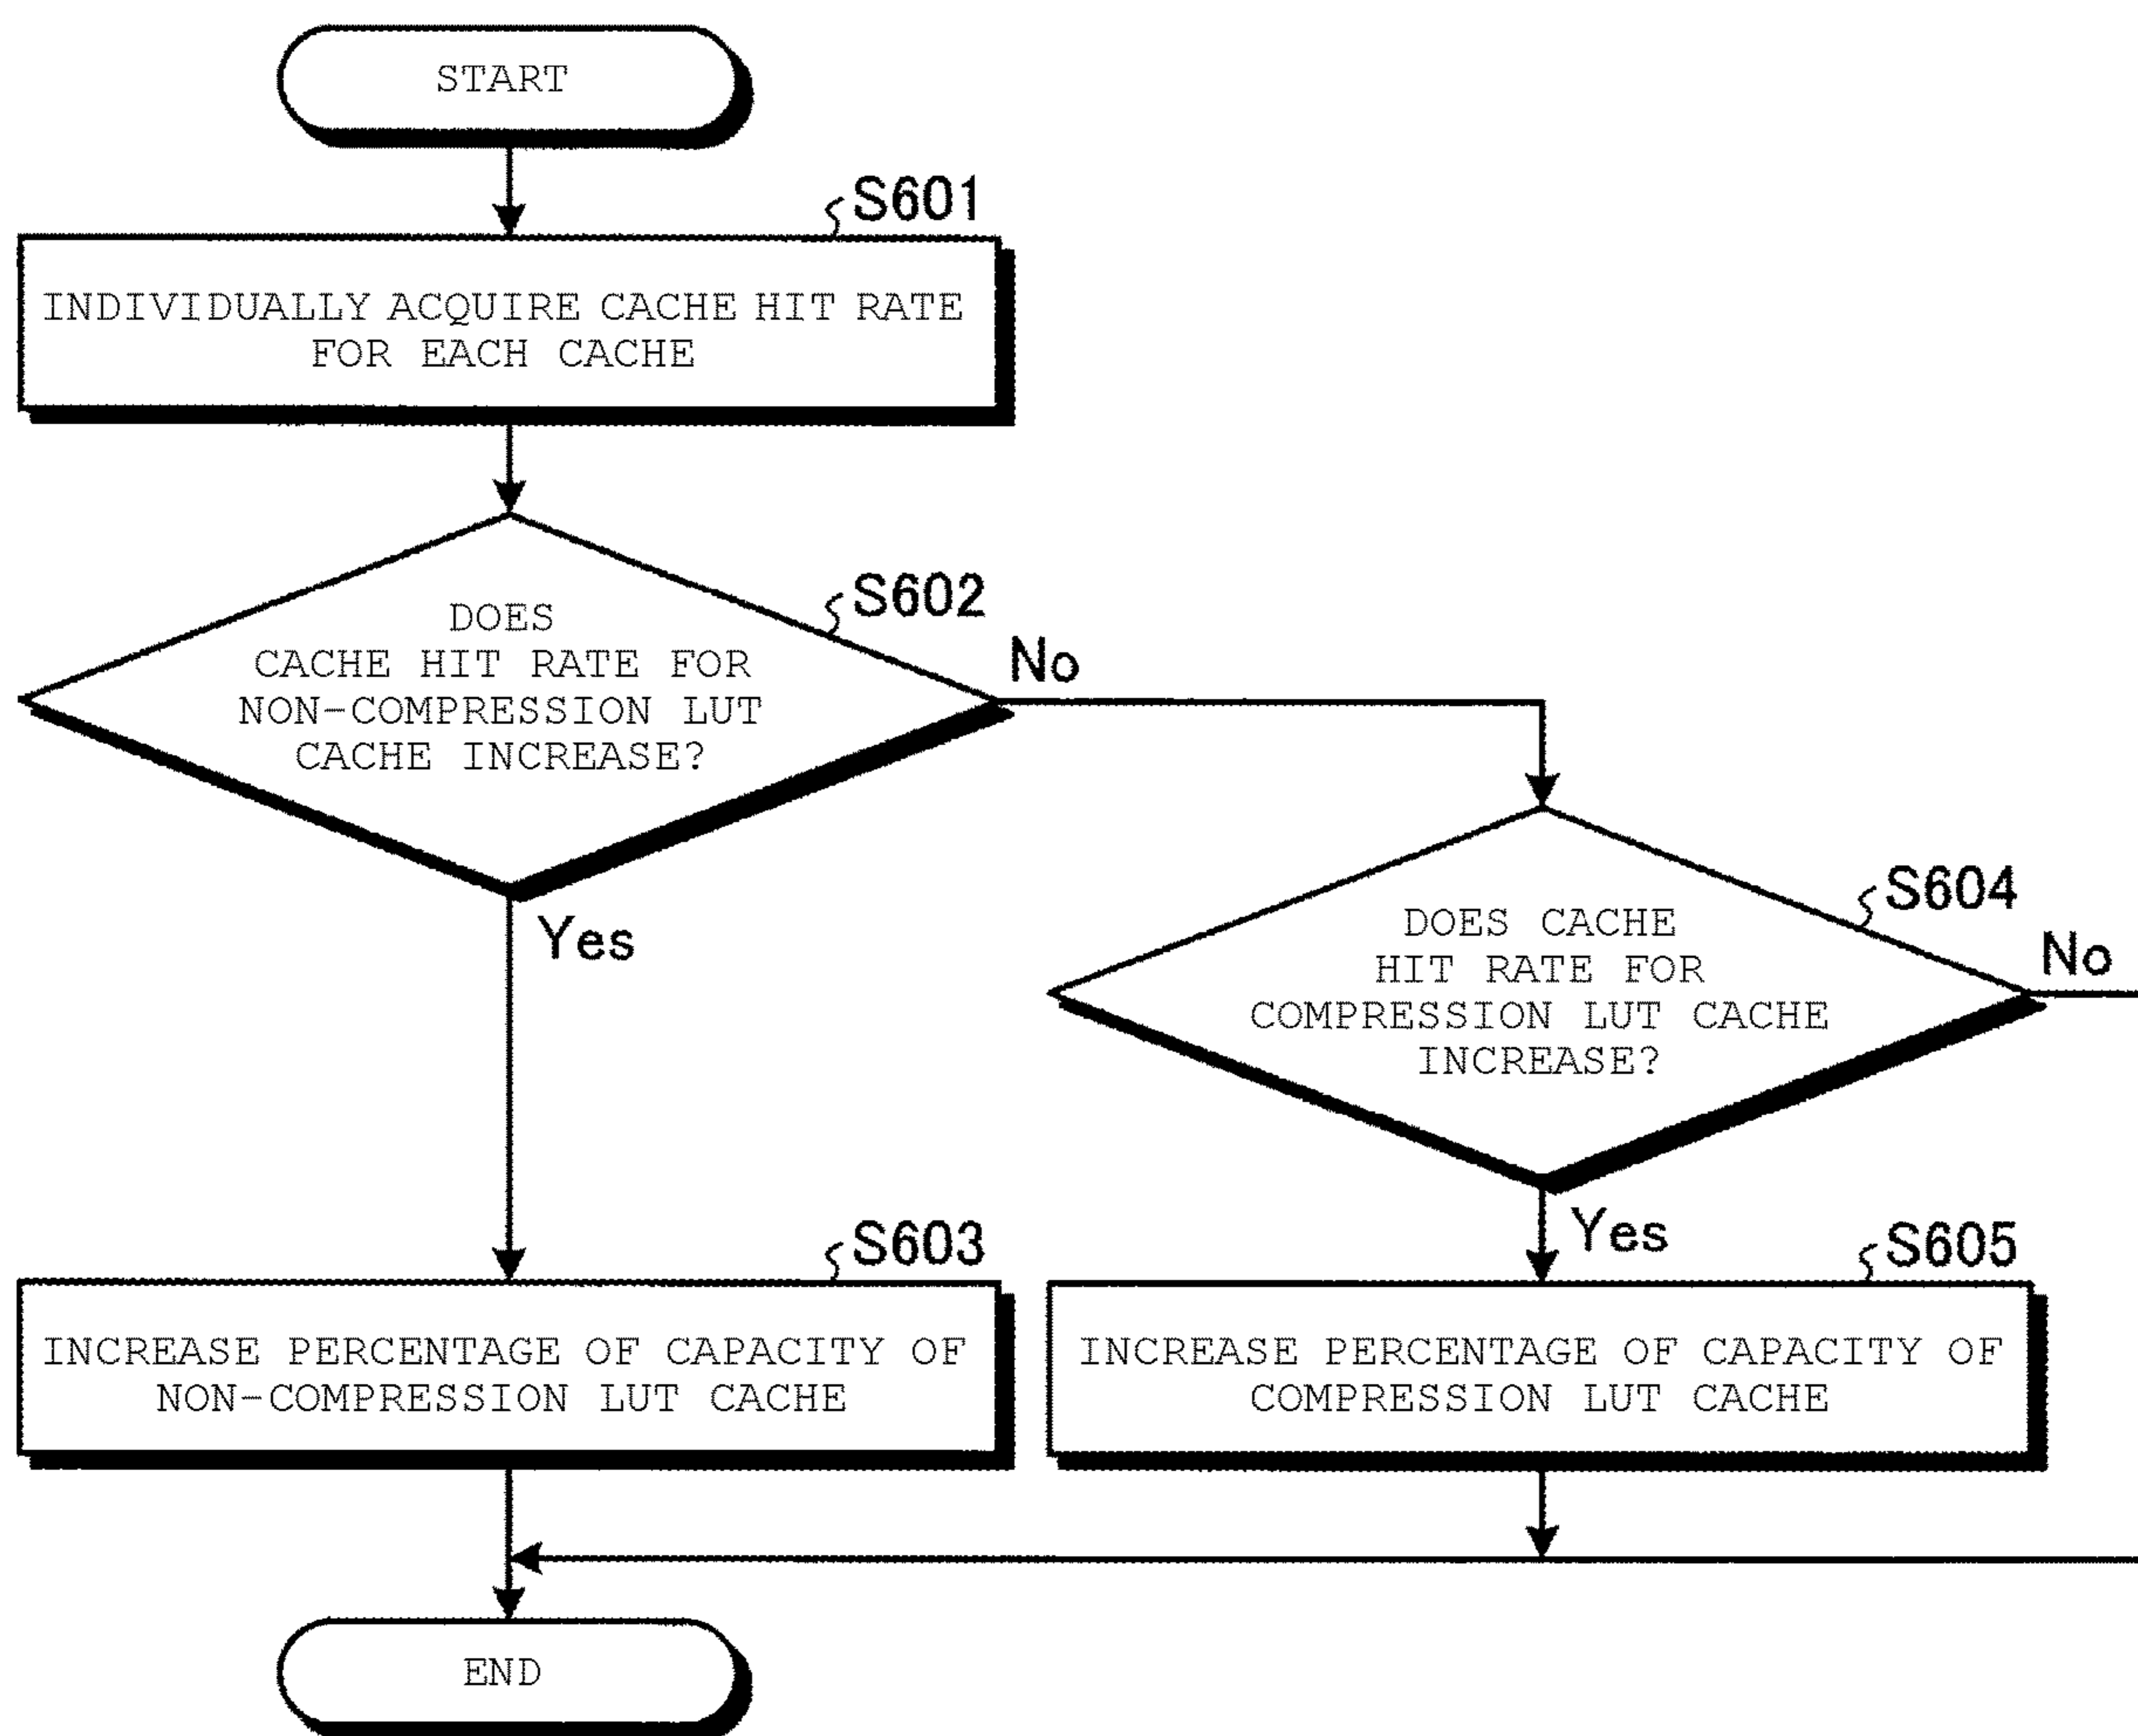 START
S601
INDIVIDUALLY ACQUIRE CACHE HIT RATE
FOR EACH CACHE
S602
DOES
CACHE HIT RATE FOR
NON-COMPRESSION LUT
CACHE INCREASE?
No
Yes
S604
DOES CACHE
HIT RATE FOR
COMPRESSION LUT CACHE
INCREASE?
No
Yes
S603
INCREASE PERCENTAGE OF CAPACITY OF
NON-COMPRESSION LUT CACHE
S605
INCREASE PERCENTAGE OF CAPACITY OF
COMPRESSION LUT CACHE
END